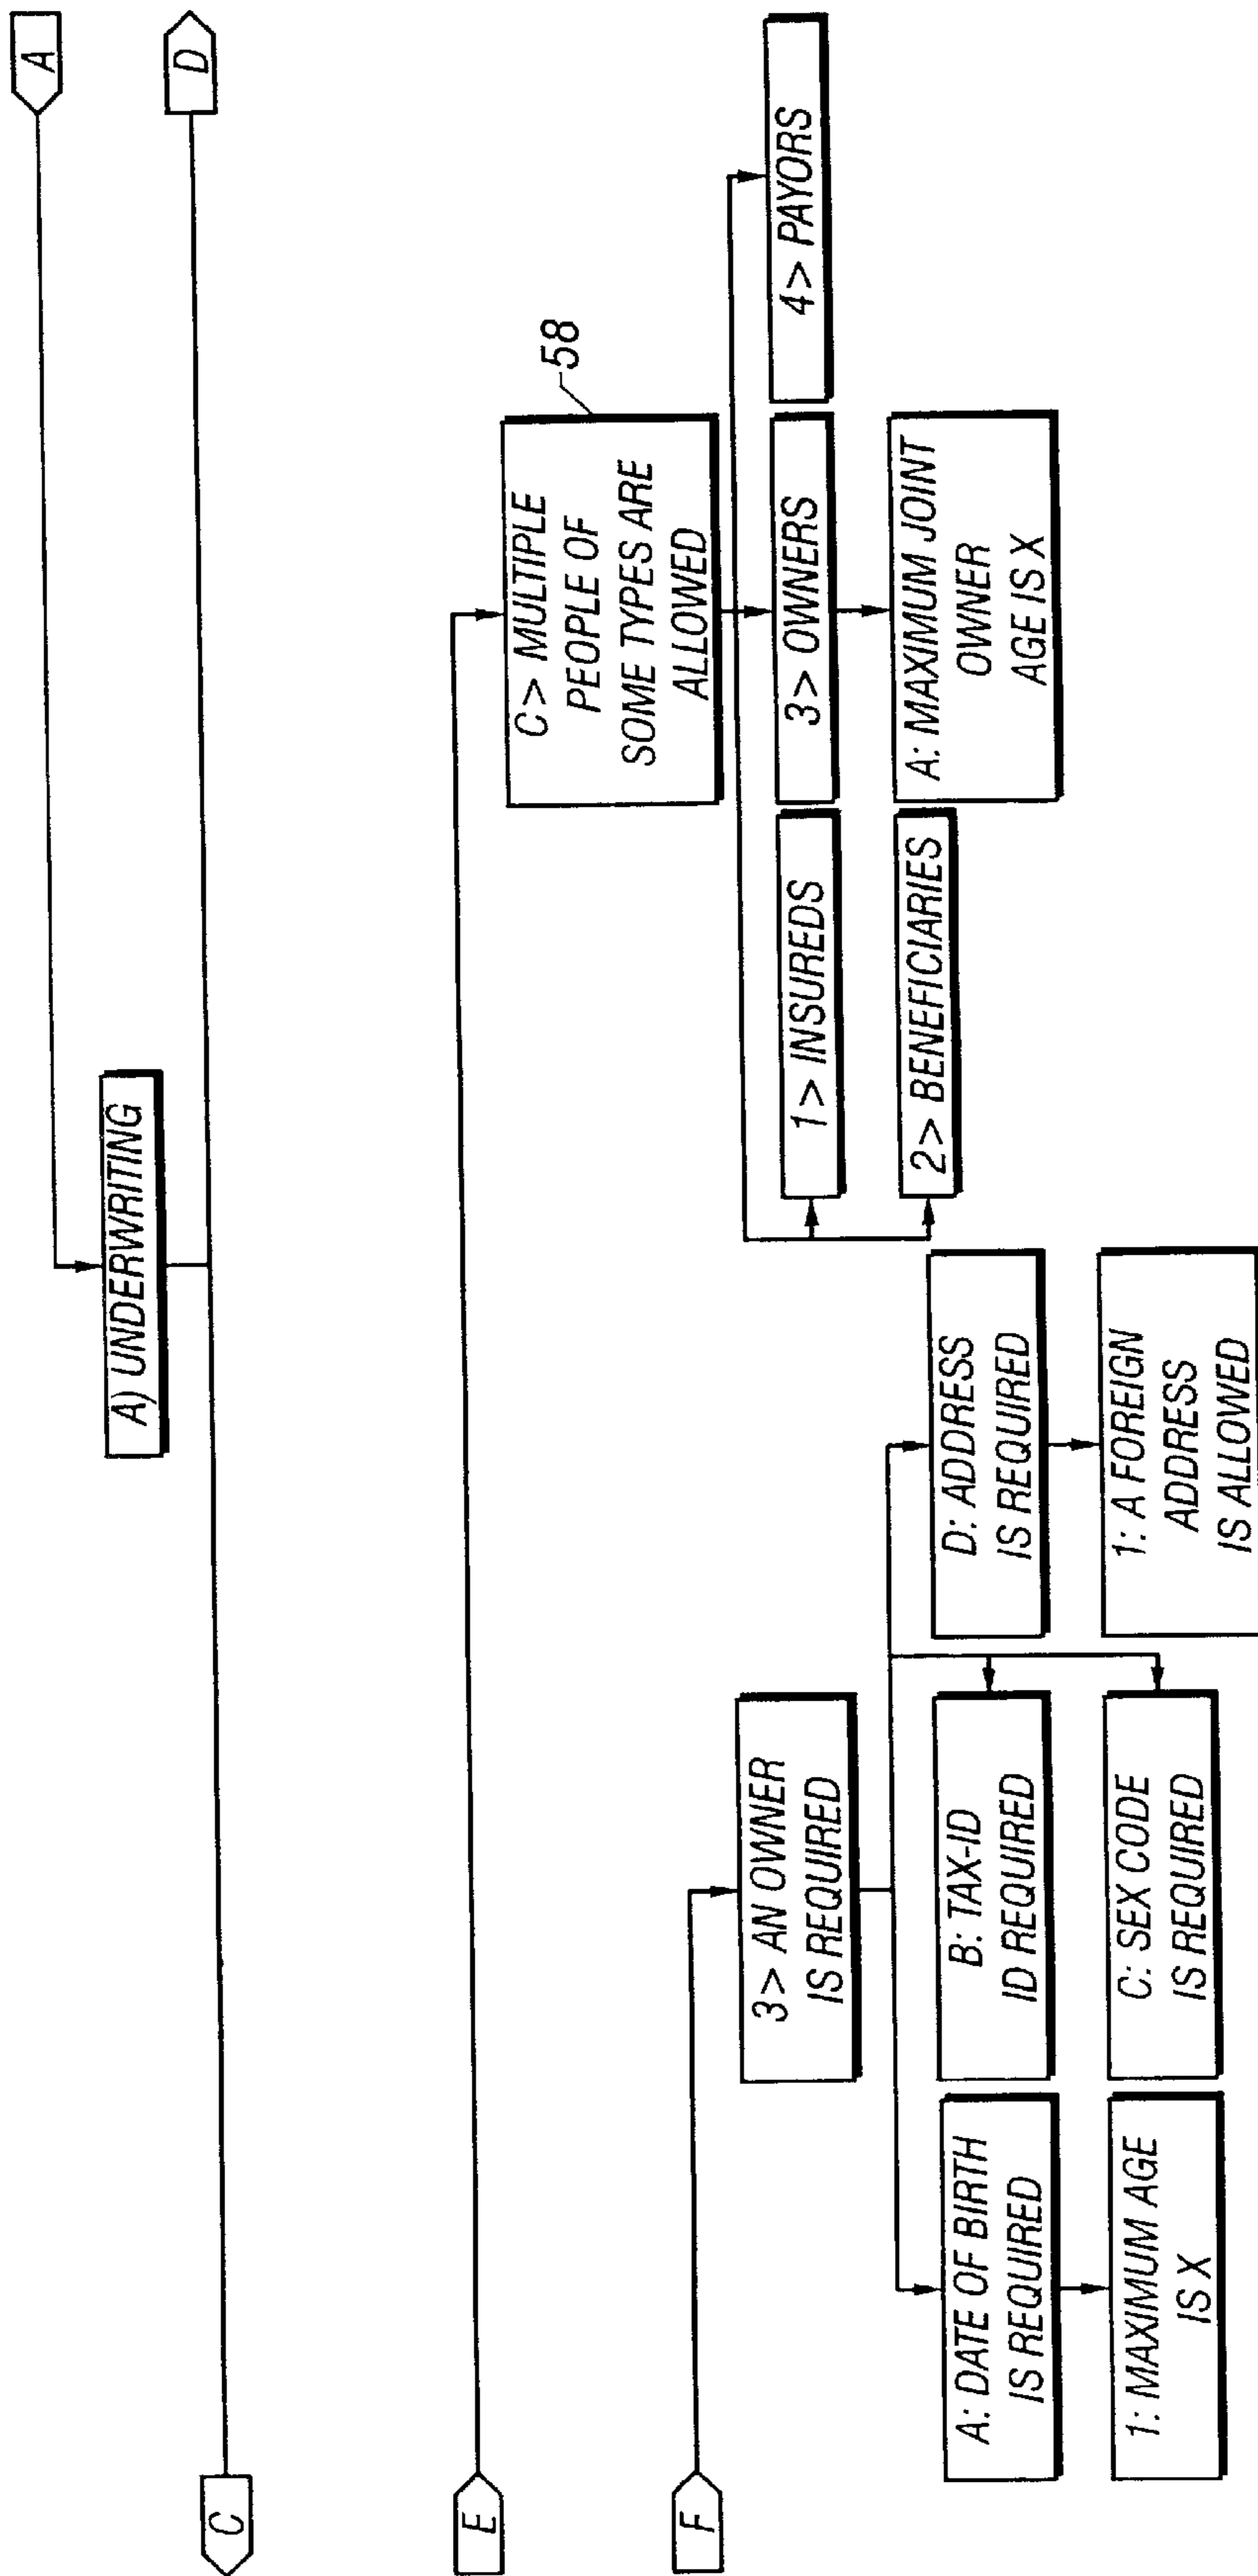 A
A) UNDERWRITING
C
D
E
C> MULTIPLE
PEOPLE OF
SOME TYPES ARE
ALLOWED
58
F
3> AN OWNER
IS REQUIRED
1> INSUREDS
3> OWNERS
4> PAYORS
A: DATE OF BIRTH
IS REQUIRED
B: TAX-ID
ID REQUIRED
D: ADDRESS
IS REQUIRED
2> BENEFICIARIES
A: MAXIMUM JOINT
OWNER
AGE IS X
1: MAXIMUM AGE
IS X
C: SEX CODE
IS REQUIRED
1: A FOREIGN
ADDRESS
IS ALLOWED